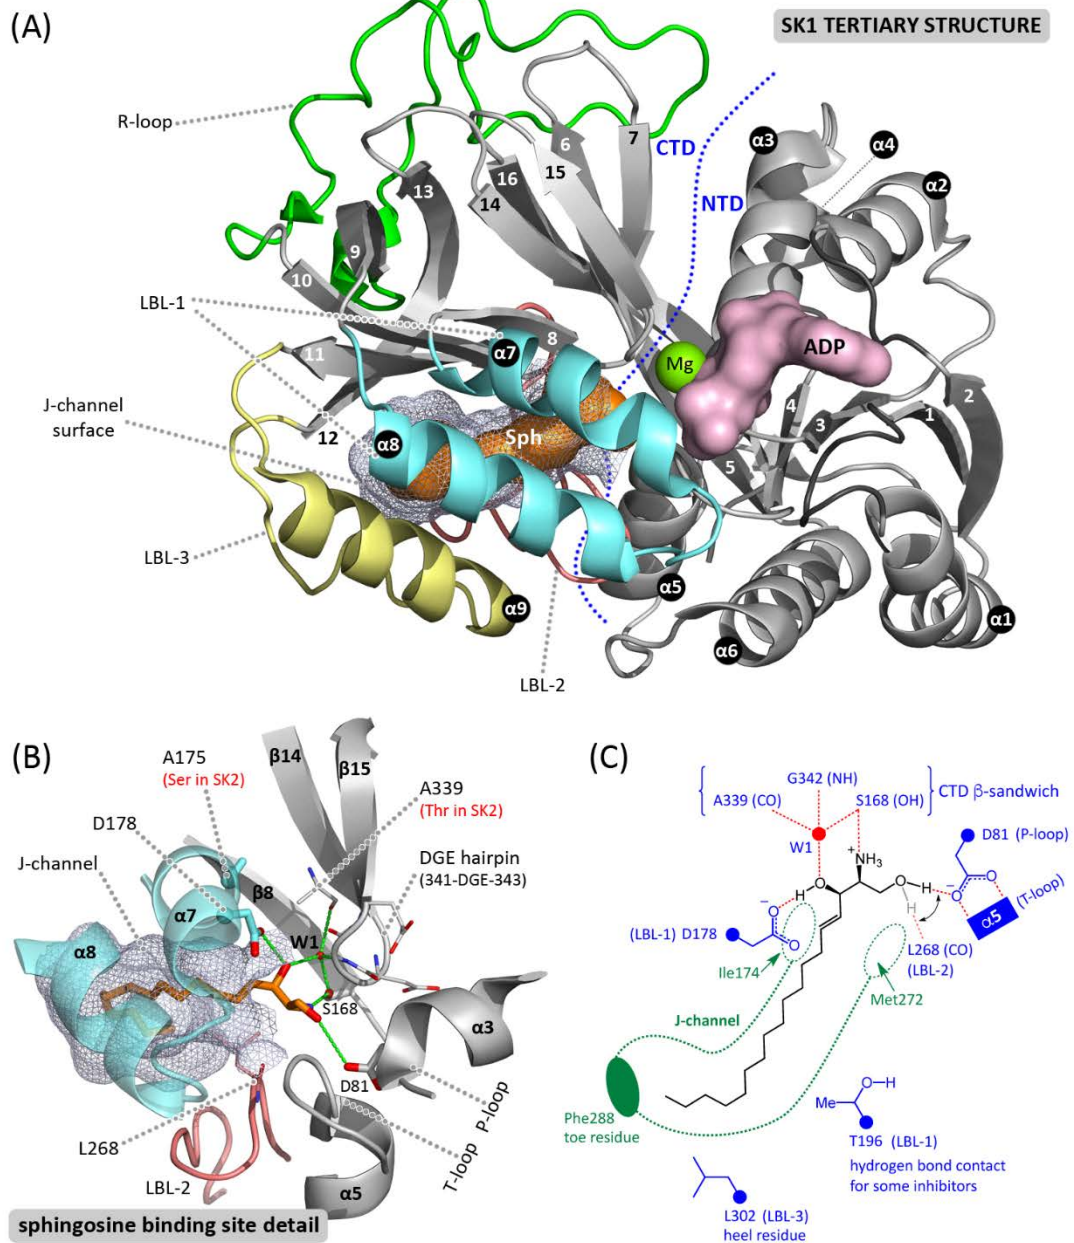 (A)
SK1 TERTIARY STRUCTURE
R-loop
CTD
NTD
α3
α4
α2
6
7
15
16
14
13
9
10
LBL-1
α7
8
11
Mg
ADP
J-channel
surface
12
α8
Sph
4
3
1
2
5
LBL-3
α9
α5
α6
α1
LBL-2
(B)
A175
(Ser in SK2)
β14
β15
A339
(Thr in SK2)
D178
J-channel
DGE hairpin
(341-DGE-343)
β8
α7
α8
W1
S168
α3
D81
L268
LBL-2
α5
T-loop
P-loop
sphingosine binding site detail
(C)
G342 (NH)
A339 (CO)
S168 (OH)
CTD β-sandwich
W1
+
NH3
D81 (P-loop)
H
O
O
H
H
−
O
O
(T-loop)
α5
−
O
O
(LBL-1) D178
L268 (CO)
(LBL-2)
Ile174
Met272
J-channel
Phe288
toe residue
O−H
Me
T196 (LBL-1)
hydrogen bond contact
for some inhibitors
L302 (LBL-3)
heel residue